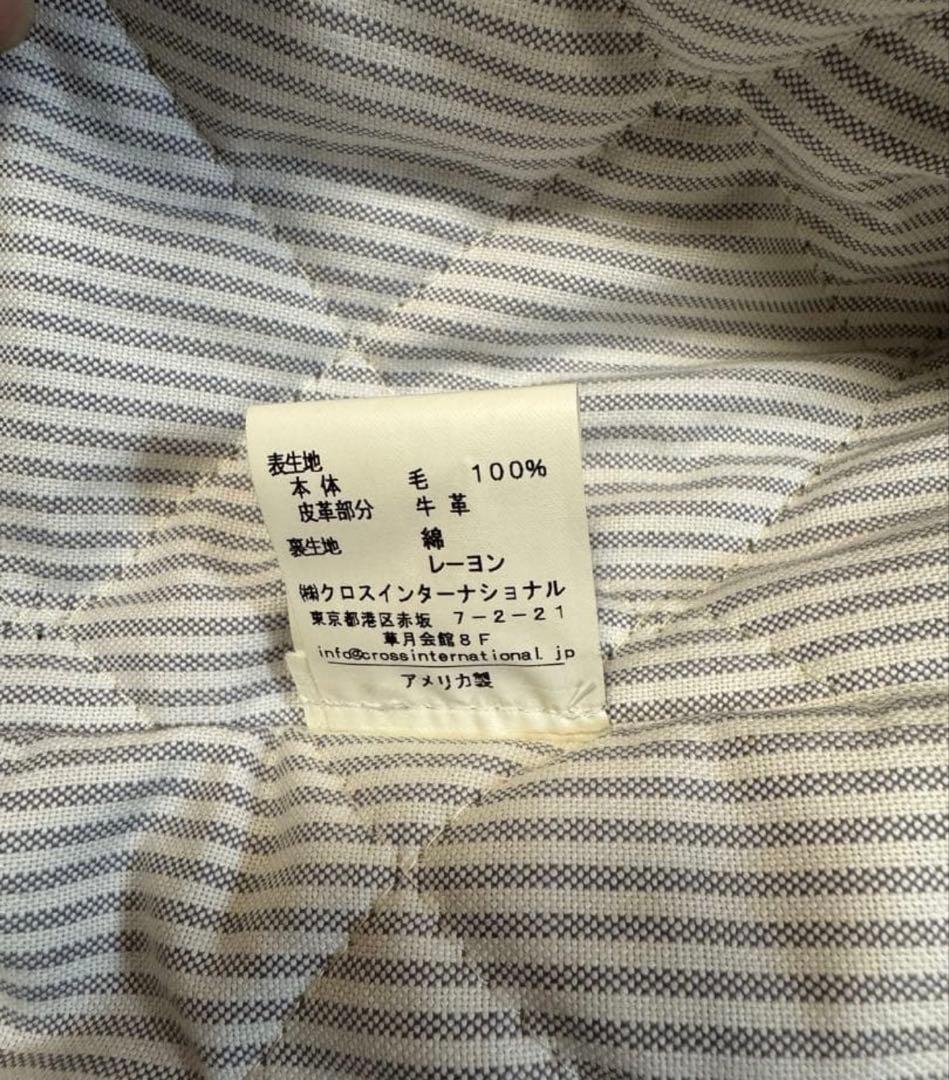 表生地
本体 毛 100%
皮革部分 牛革
裏生地 綿
レーヨン
㈱クロスインターナショナル
東京都港区赤坂 7-2-21
草月会館8F
info@crossinternational.jp
アメリカ製